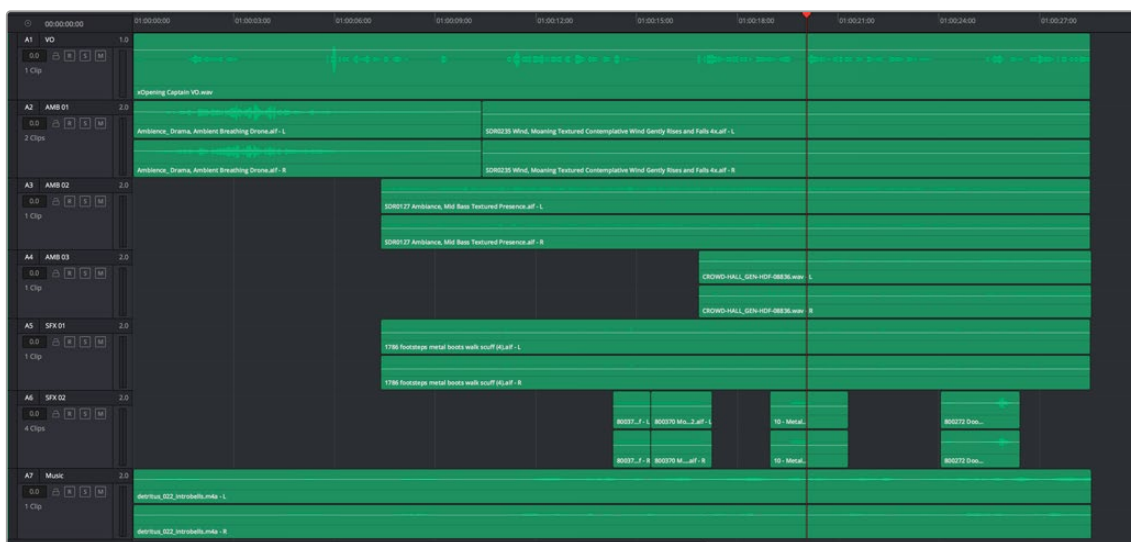 00:00:00:00 01:00:00:00 01:00:03:00 01:00:06:00 01:00:09:00 01:00:12:00 01:00:15:00 01:00:18:00 01:00:21:00 01:00:24:00 01:00:27:00
A1 VO 1.0
0.0 R S M
1 Clip
xOpening Captain VO.wav
A2 AMB 01 2.0
0.0 R S M
2 Clips
Ambience_ Drama, Ambient Breathing Drone.aif - L SDR0235 Wind, Moaning Textured Contemplative Wind Gently Rises and Falls 4x.aif - L
Ambience_ Drama, Ambient Breathing Drone.aif - R SDR0235 Wind, Moaning Textured Contemplative Wind Gently Rises and Falls 4x.aif - R
A3 AMB 02 2.0
0.0 R S M
1 Clip
SDR0127 Ambiance, Mid Bass Textured Presence.aif - L
SDR0127 Ambiance, Mid Bass Textured Presence.aif - R
A4 AMB 03 2.0
0.0 R S M
1 Clip
CROWD-HALL_GEN-HDF-08836.wav - L
CROWD-HALL_GEN-HDF-08836.wav - R
A5 SFX 01 2.0
0.0 R S M
1 Clip
1786 footsteps metal boots walk scuff (4).aif - L
1786 footsteps metal boots walk scuff (4).aif - R
A6 SFX 02 2.0
0.0 R S M
4 Clips
80037...f - L 800370 Mo...2.aif - L 10 - Metal... 800272 Doo...
80037...f - R 800370 M....aif - R 10 - Metal... 800272 Doo...
A7 Music 2.0
0.0 R S M
1 Clip
detritus_022_introbells.m4a - L
detritus_022_introbells.m4a - R